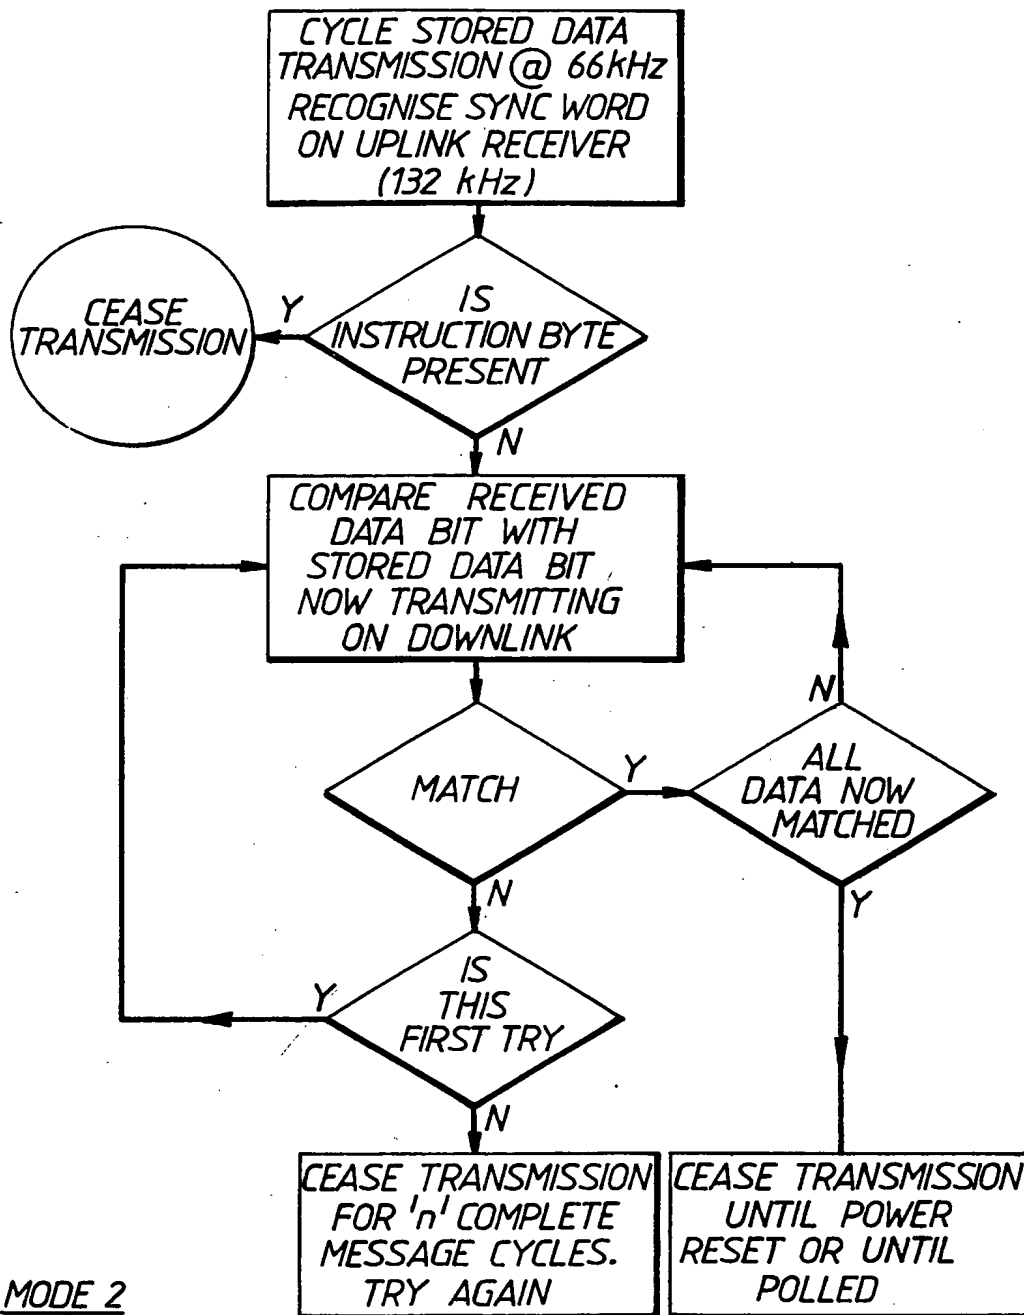 CYCLE STORED DATA
TRANSMISSION @ 66kHz
RECOGNISE SYNC WORD
ON UPLINK RECEIVER
(132 kHz)
CEASE
TRANSMISSION
Y
IS
INSTRUCTION BYTE
PRESENT
N
COMPARE RECEIVED
DATA BIT WITH
STORED DATA BIT
NOW TRANSMITTING
ON DOWNLINK
MATCH
Y
N
ALL
DATA NOW
MATCHED
Y
N
IS
THIS
FIRST TRY
Y
N
CEASE TRANSMISSION
FOR 'n' COMPLETE
MESSAGE CYCLES.
TRY AGAIN
CEASE TRANSMISSION
UNTIL POWER
RESET OR UNTIL
POLLED
MODE 2